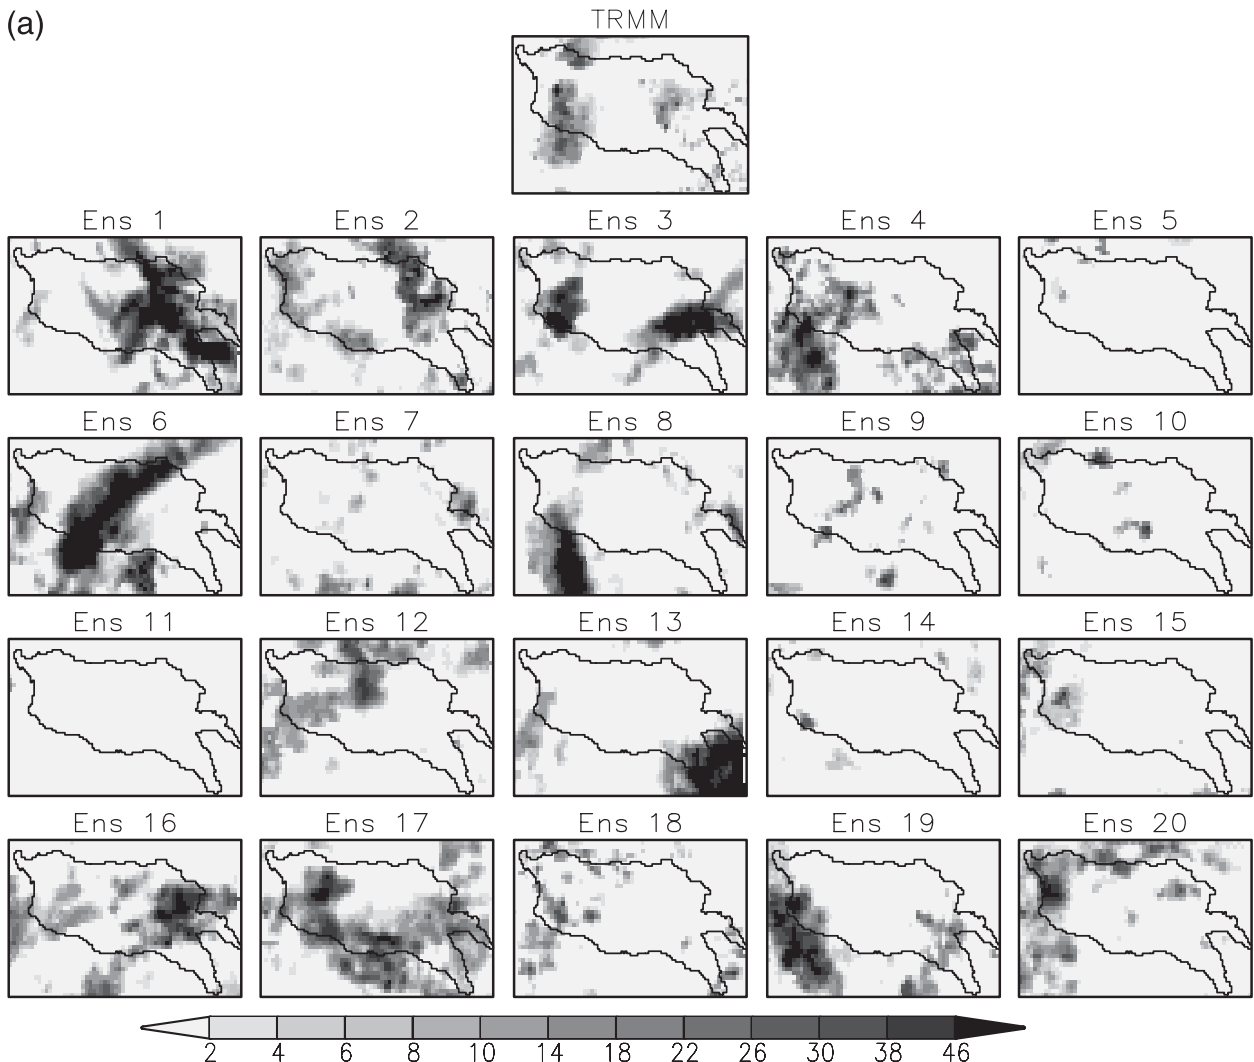 (a)
TRMM
Ens 1 Ens 2 Ens 3 Ens 4 Ens 5
Ens 6 Ens 7 Ens 8 Ens 9 Ens 10
Ens 11 Ens 12 Ens 13 Ens 14 Ens 15
Ens 16 Ens 17 Ens 18 Ens 19 Ens 20
2 4 6 8 10 14 18 22 26 30 38 46